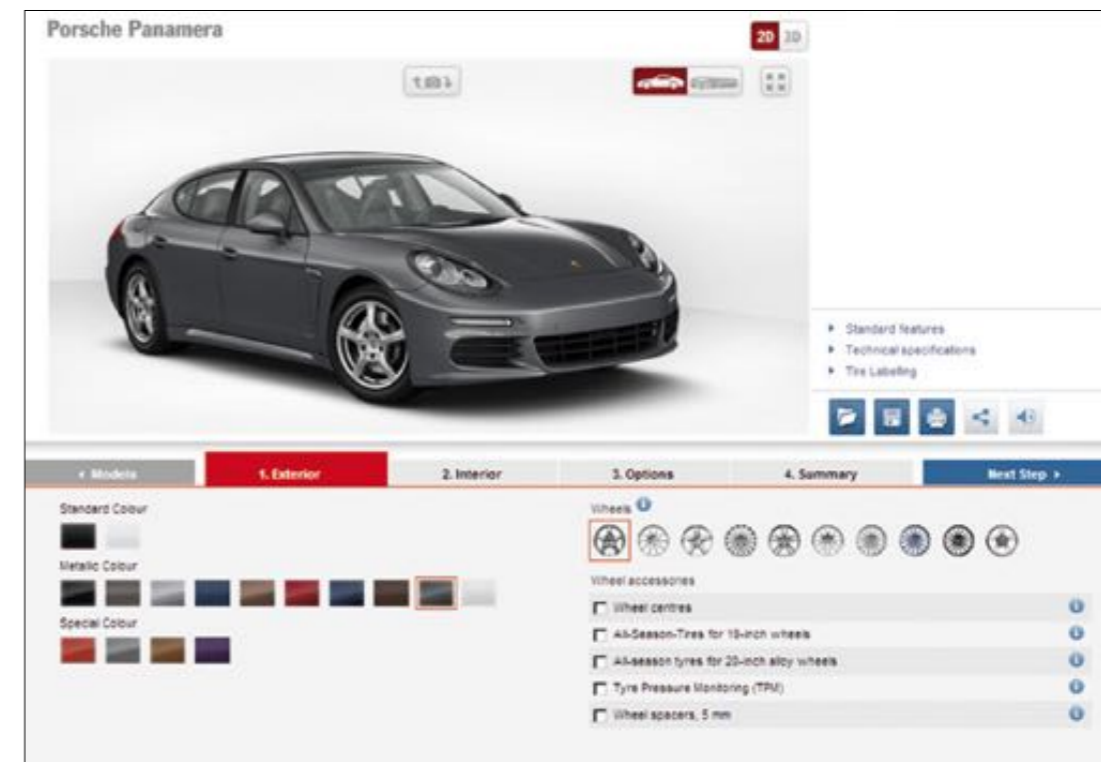 Porsche Panamera
2D 3D
Standard features
Technical specifications
Tire Labelling
Models
1. Exterior
2. Interior
3. Options
4. Summary
Next Step
Standard Colour
Metallic Colour
Special Colour
Wheels
Wheel accessories
Wheel centres
All-Season-Tires for 19-inch wheels
All-season tyres for 20-inch alloy wheels
Tyre Pressure Monitoring (TPM)
Wheel spacers, 5 mm